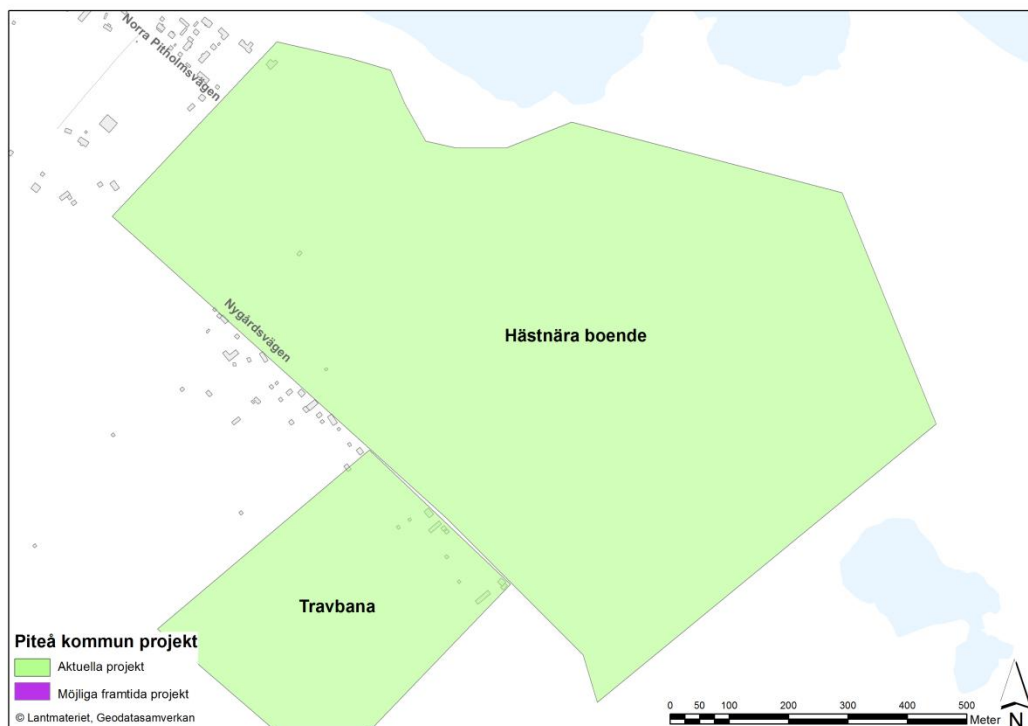 Norra Pitholmsvägen
Nygårdsvägen
Hästnära boende
Travbana
Piteå kommun projekt
Aktuella projekt
Möjliga framtida projekt
© Lantmateriet, Geodatasamverkan
0 50 100 200 300 400 500
Meter
N